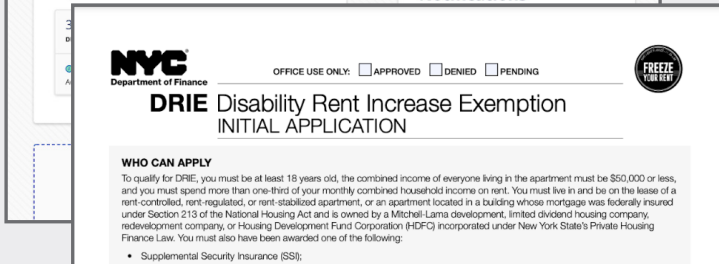 NYC
Department of Finance
OFFICE USE ONLY: APPROVED DENIED PENDING
FREEZE
YOUR RENT
DRIE Disability Rent Increase Exemption
INITIAL APPLICATION
WHO CAN APPLY
To qualify for DRIE, you must be at least 18 years old, the combined income of everyone living in the apartment must be $50,000 or less,
and you must spend more than one-third of your monthly combined household income on rent. You must live in and be on the lease of a
rent-controlled, rent-regulated, or rent-stabilized apartment, or an apartment located in a building whose mortgage was federally insured
under Section 213 of the National Housing Act and is owned by a Mitchell-Lama development, limited dividend housing company,
redevelopment company, or Housing Development Fund Corporation (HDFC) incorporated under New York State's Private Housing
Finance Law. You must also have been awarded one of the following:
• Supplemental Security Insurance (SSI);